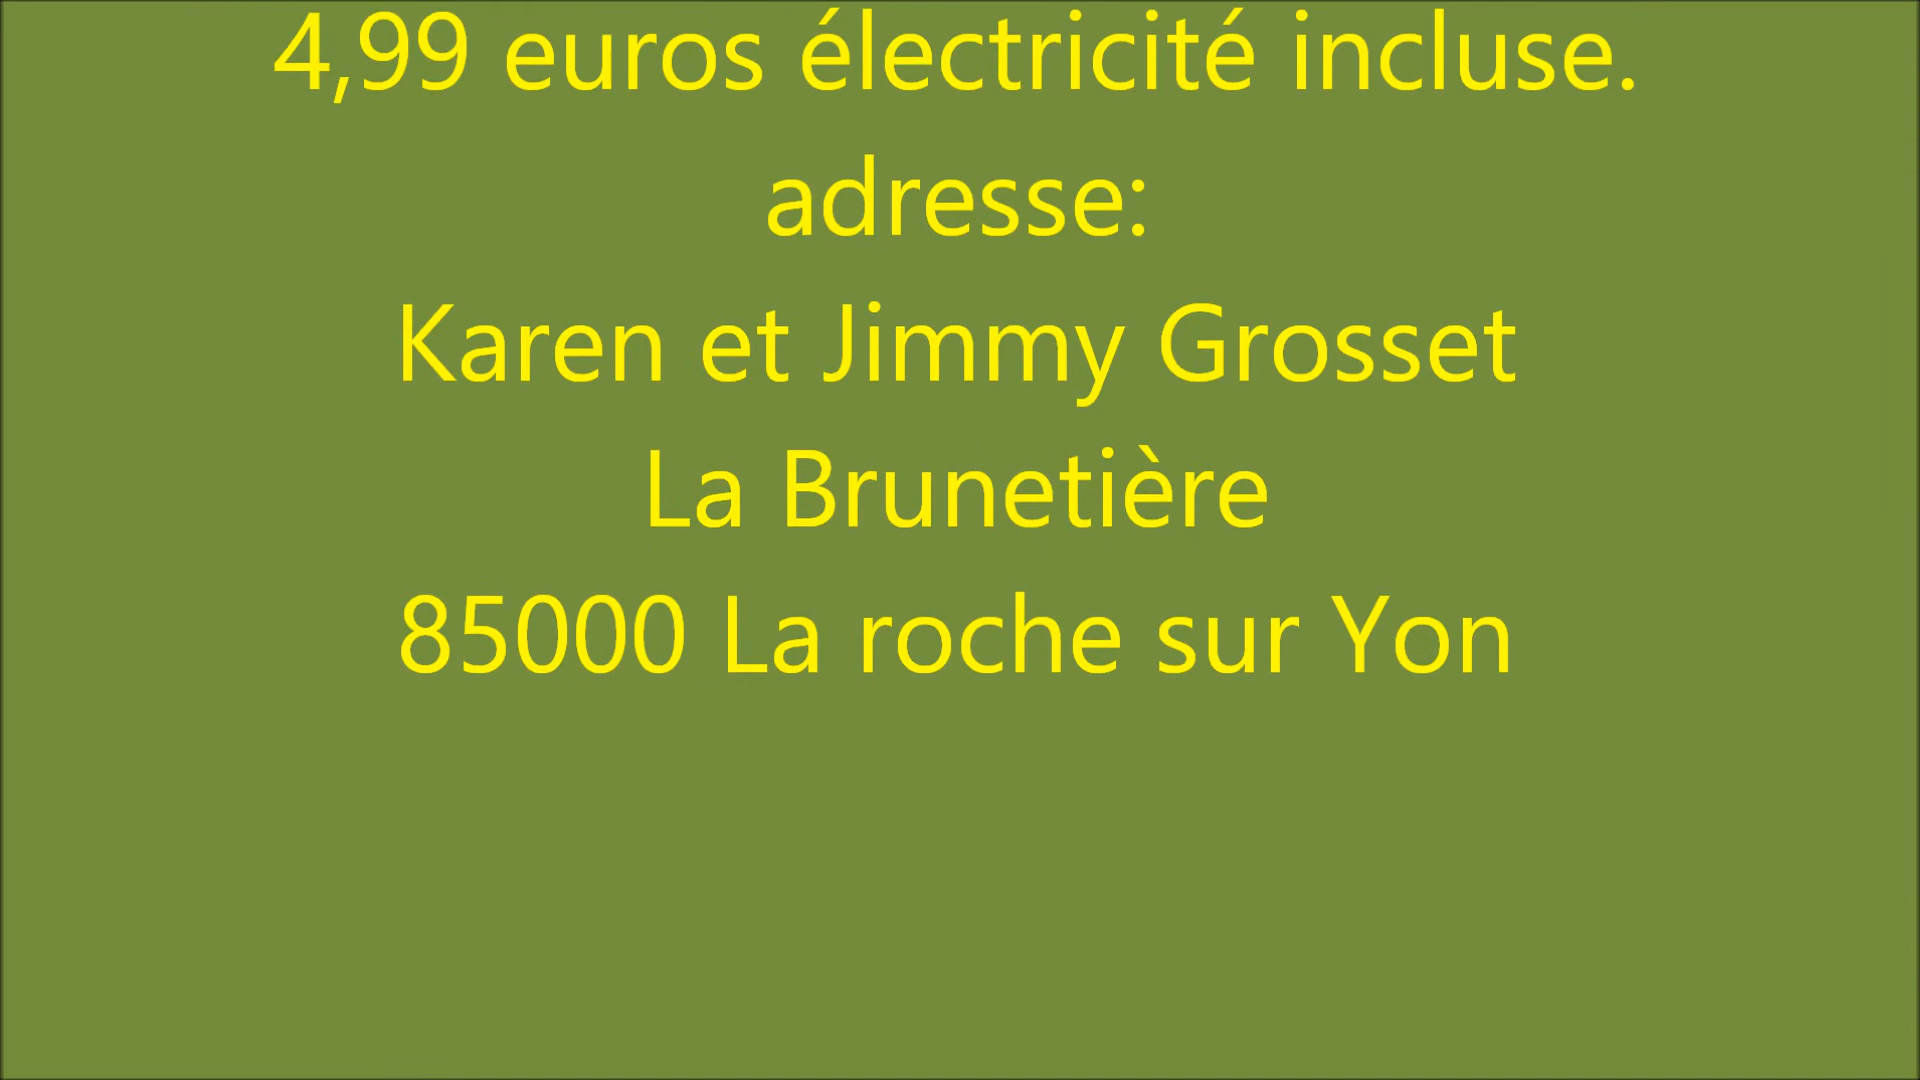 4,99 euros électricité incluse.
adresse:
Karen et Jimmy Grosset
La Brunetière
85000 La roche sur Yon